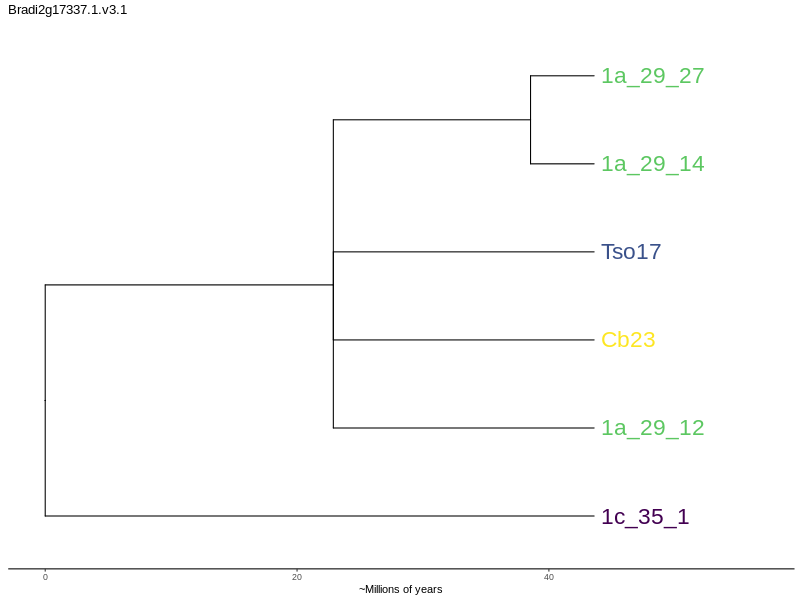 Bradi2g17337.1.v3.1
1a_29_27
1a_29_14
Tso17
Cb23
1a_29_12
1c_35_1
0 20 40
~Millions of years